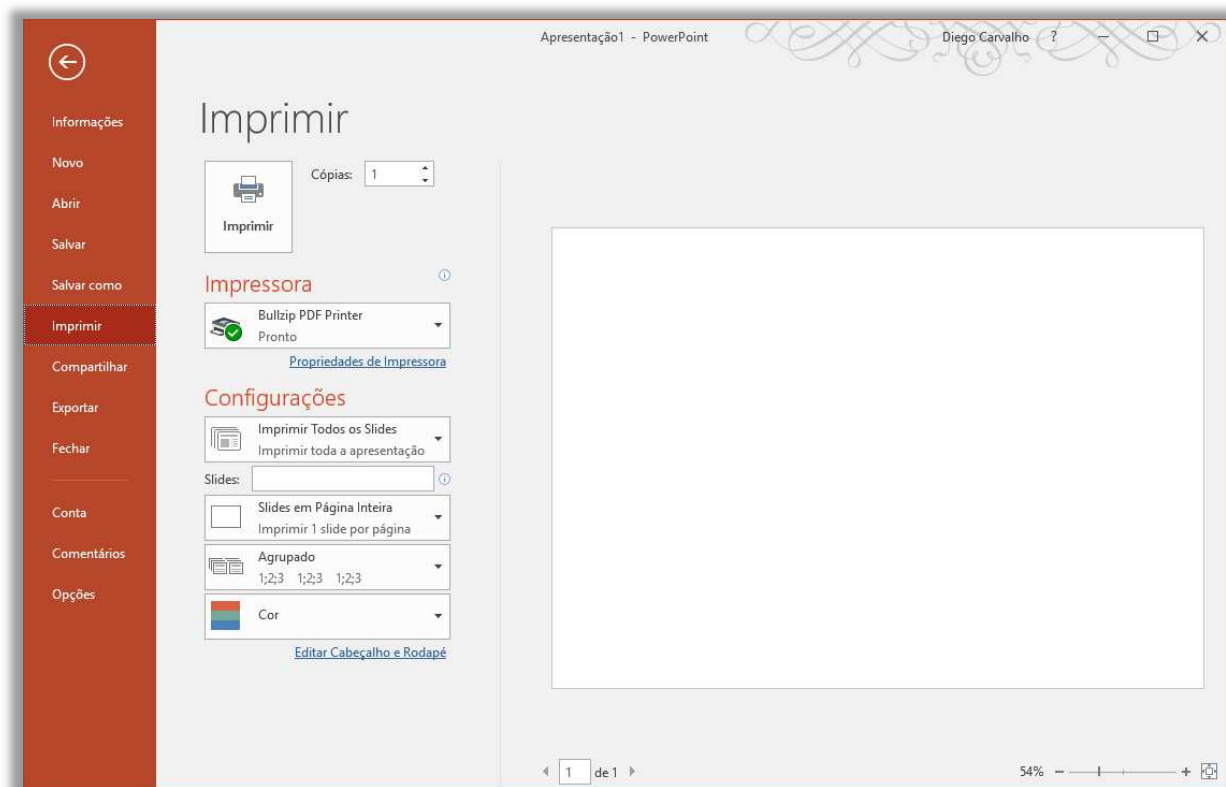 Apresentação1 - PowerPoint
Diego Carvalho
?
Informações
Novo
Abrir
Salvar
Salvar como
Imprimir
Compartilhar
Exportar
Fechar
Conta
Comentários
Opções
Imprimir
Cópias: 1
Imprimir
Impressora
Bullzip PDF Printer
Pronto
Propriedades de Impressora
Configurações
Imprimir Todos os Slides
Imprimir toda a apresentação
Slides:
Slides em Página Inteira
Imprimir 1 slide por página
Agrupado
1;2;3 1;2;3 1;2;3
Cor
Editar Cabeçalho e Rodapé
1 de 1
54%